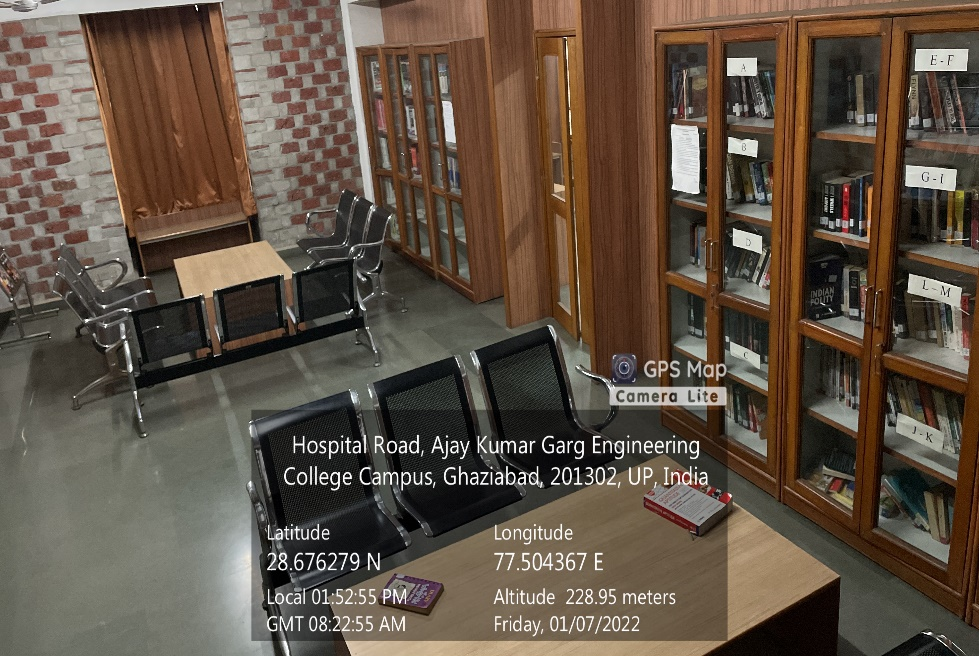 A
E-F
B
G-I
D
L-M
INDIAN
POLITY
C
J-K
GPS Map
Camera Lite
Hospital Road, Ajay Kumar Garg Engineering
College Campus, Ghaziabad, 201302, UP, India
Latitude
28.676279 N
Longitude
77.504367 E
Local 01:52:55 PM
GMT 08:22:55 AM
Altitude 228.95 meters
Friday, 01/07/2022